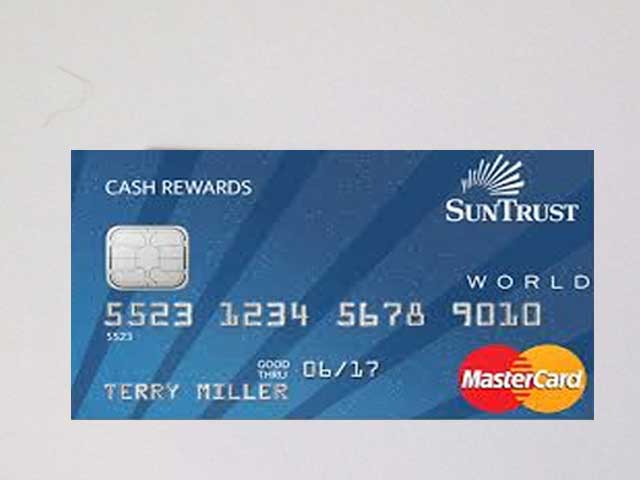 CASH REWARDS
SUNTRUST
WORLD
5523 1234 5678 9010
5523
GOOD THRU 06/17
TERRY MILLER
MasterCard